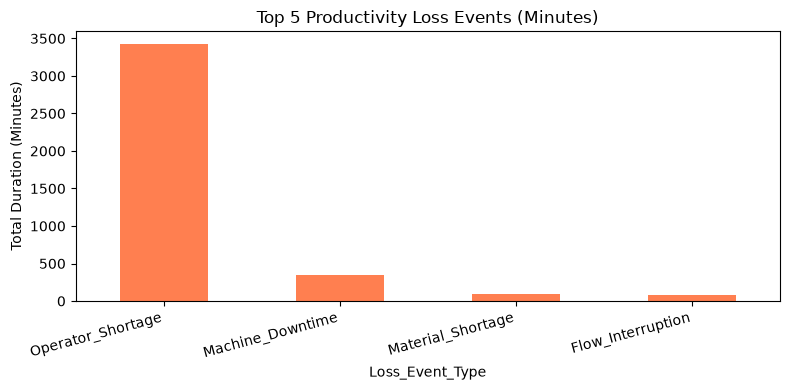 Top 5 Productivity Loss Events (Minutes)
Total Duration (Minutes)
3500
3000
2500
2000
1500
1000
500
0
Operator_Shortage
Machine_Downtime
Material_Shortage
Flow_Interruption
Loss_Event_Type